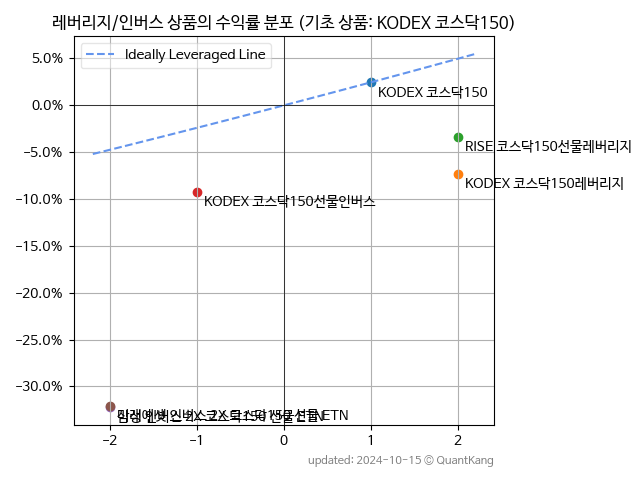 레버리지/인버스 상품의 수익률 분포 (기초 상품: KODEX 코스닥150)
Ideally Leveraged Line
5.0%
KODEX 코스닥150
0.0%
RISE 코스닥150선물레버리지
−5.0%
KODEX 코스닥150레버리지
KODEX 코스닥150선물인버스
−10.0%
−15.0%
−20.0%
−25.0%
−30.0%
ETN
−2
−1
0
1
2
updated: 2024-10-15 © QuantKang